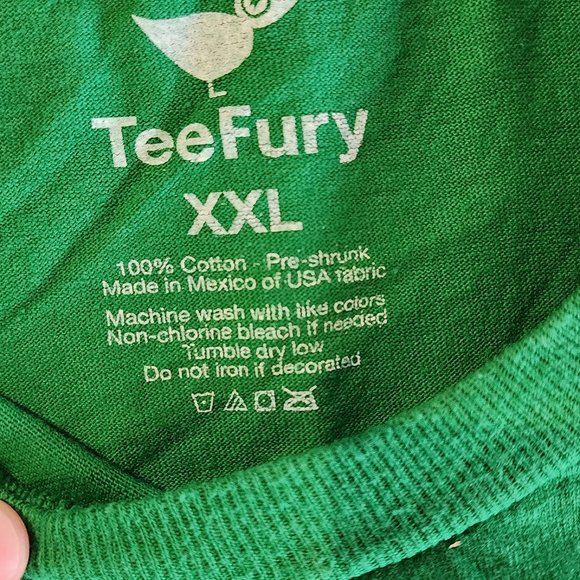 TeeFury
XXL
100% Cotton - Pre-shrunk
Made in Mexico of USA fabric
Machine wash with like colors
Non-chlorine bleach if needed
Tumble dry low
Do not iron if decorated